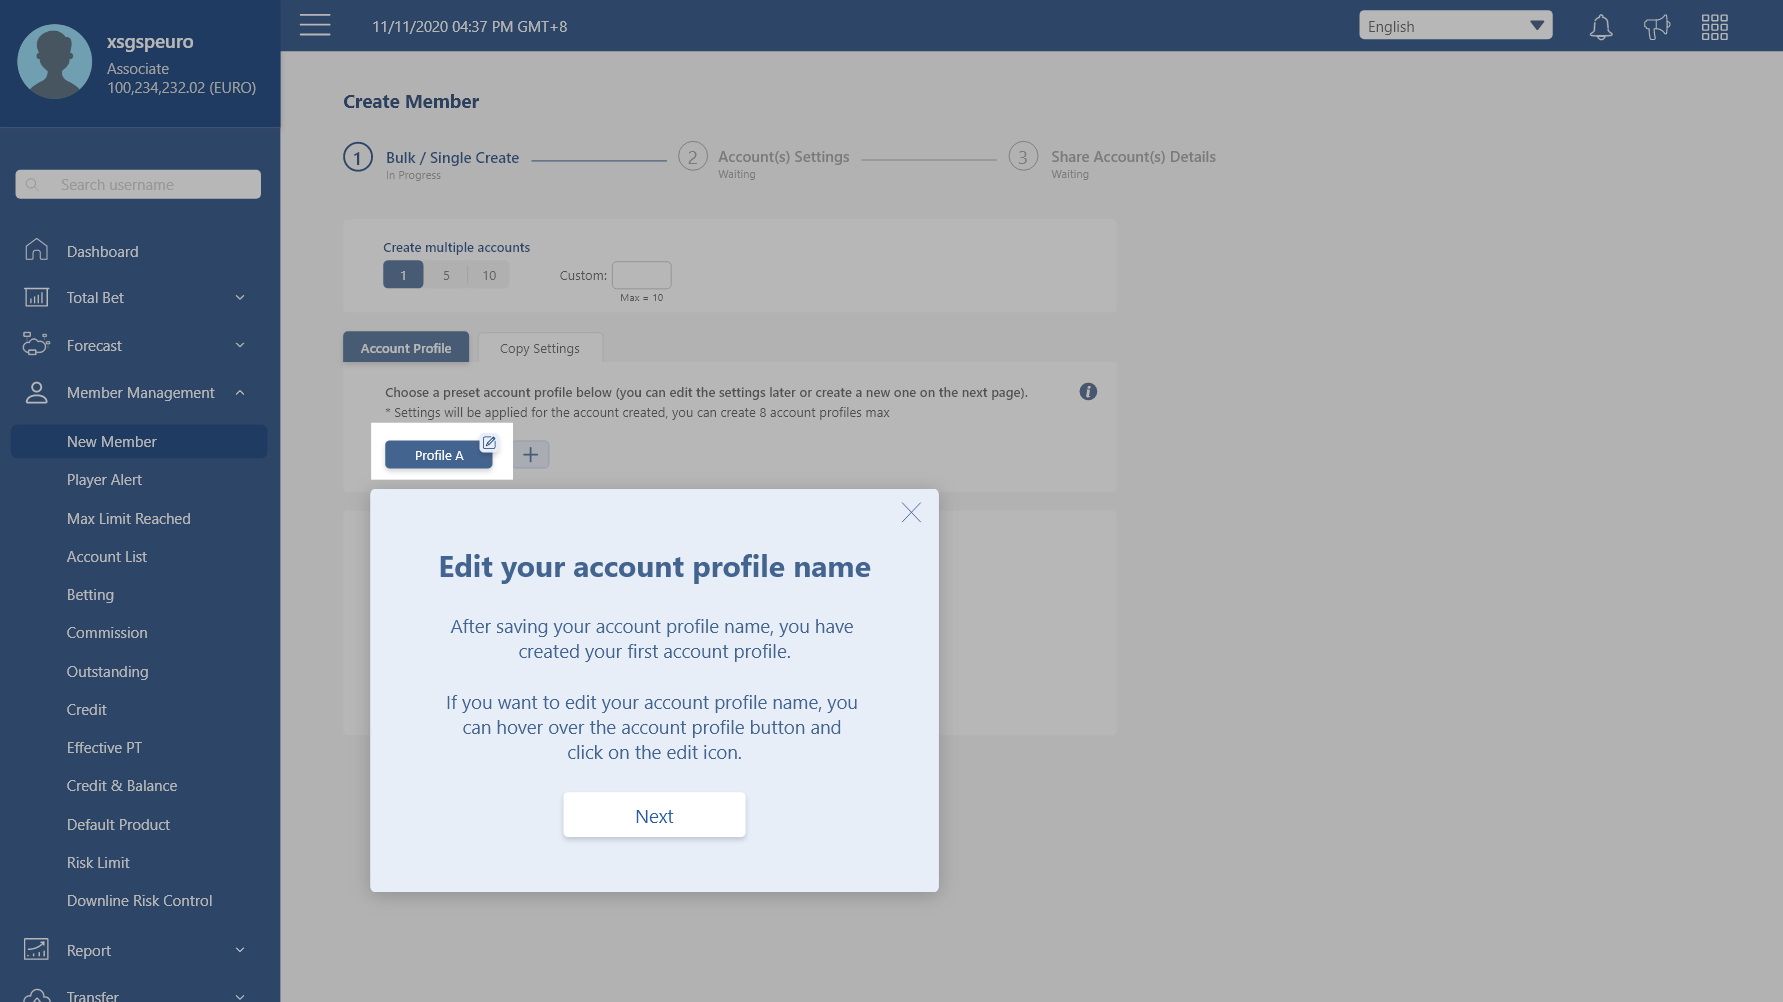 xsgspeuro
Associate
100,234,232.02 (EURO)
11/11/2020 04:37 PM GMT+8
English
Search username
Dashboard
Total Bet
Forecast
Member Management
New Member
Player Alert
Max Limit Reached
Account List
Betting
Commission
Outstanding
Credit
Effective PT
Credit & Balance
Default Product
Risk Limit
Downline Risk Control
Report
Transfer
Create Member
1 Bulk / Single Create
In Progress
2 Account(s) Settings
Waiting
3 Share Account(s) Details
Waiting
Create multiple accounts
1 5 10 Custom:
Max = 10
Account Profile Copy Settings
Choose a preset account profile below (you can edit the settings later or create a new one on the next page).
* Settings will be applied for the account created, you can create 8 account profiles max
Profile A
Edit your account profile name
After saving your account profile name, you have
created your first account profile.
If you want to edit your account profile name, you
can hover over the account profile button and
click on the edit icon.
Next